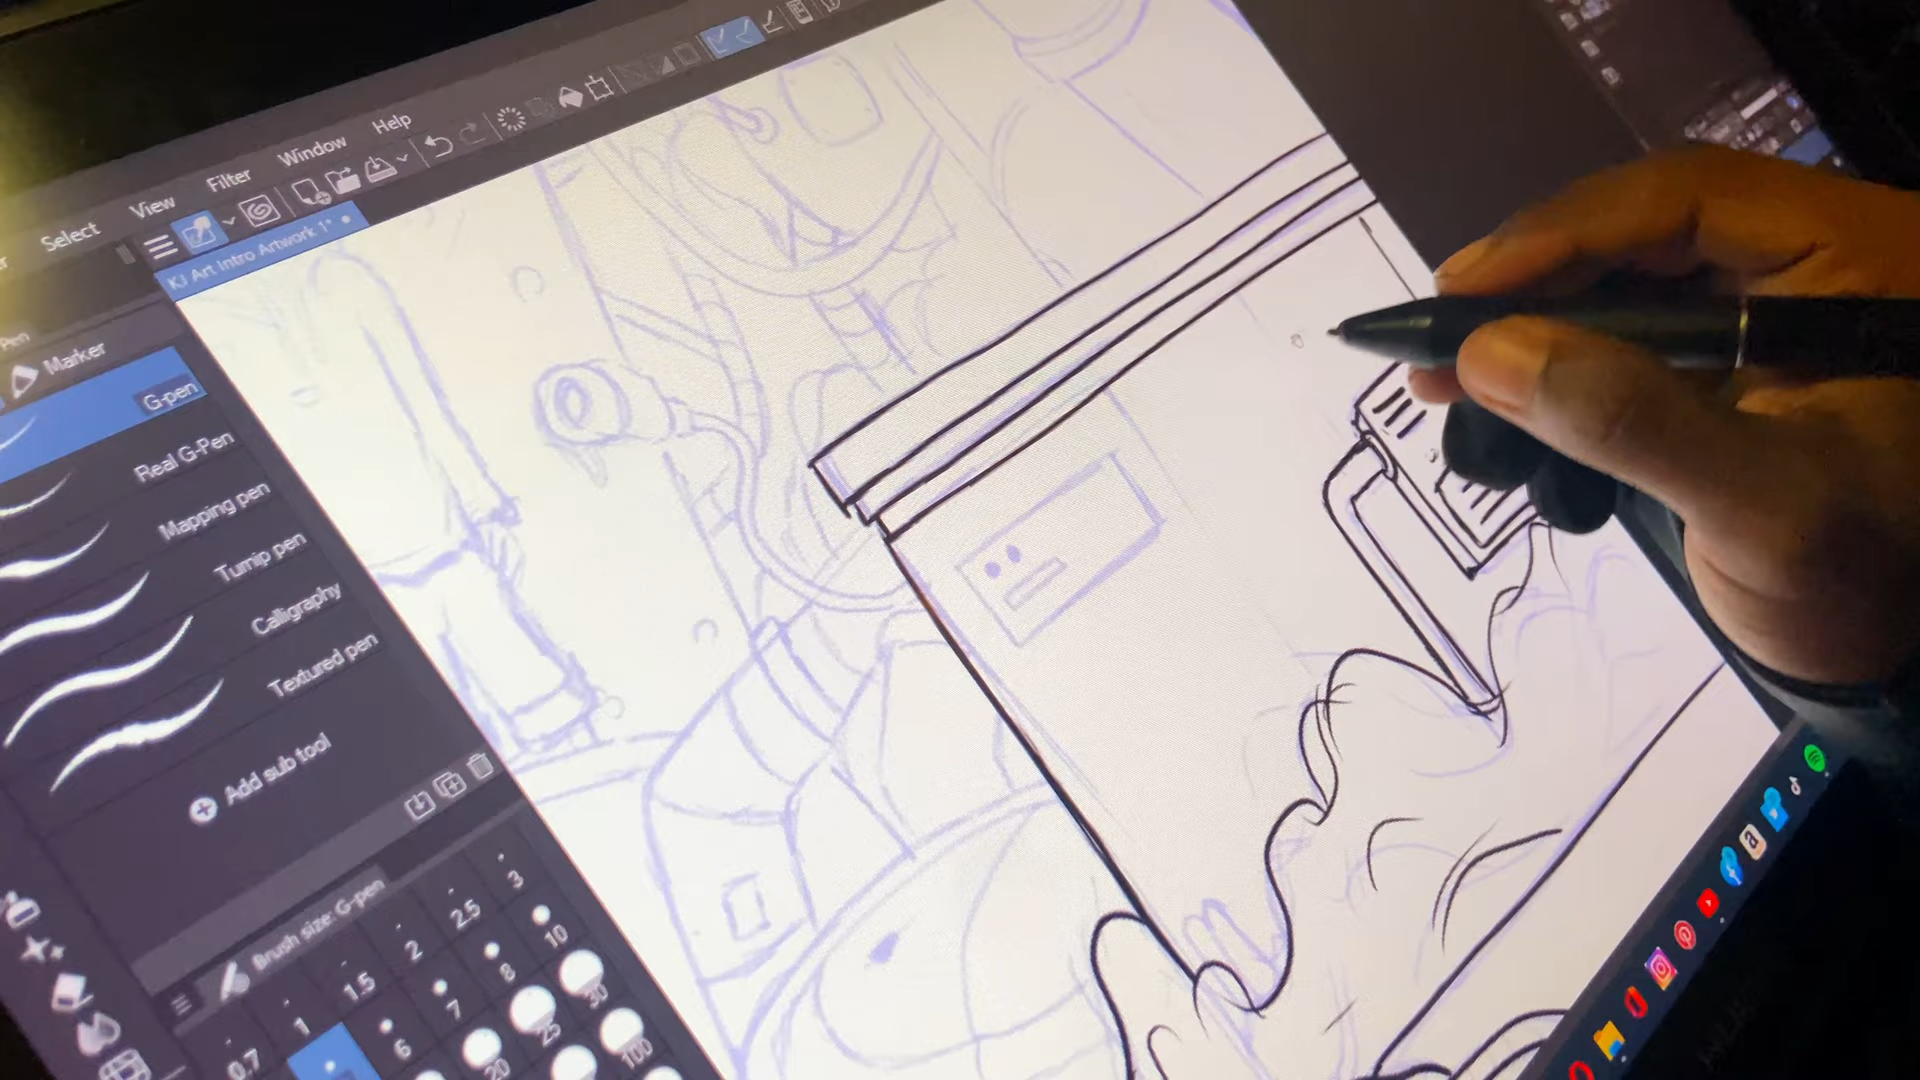 Select View Filter Window Help
KJ Art Intro Artwork 1*
Pen
Marker
G-pen
Real G-Pen
Mapping pen
Turnip pen
Calligraphy
Textured pen
Add sub tool
Brush size: G-pen
0.7 1 1.5 2 2.5 3
6 7 8 10
20 25 30
100